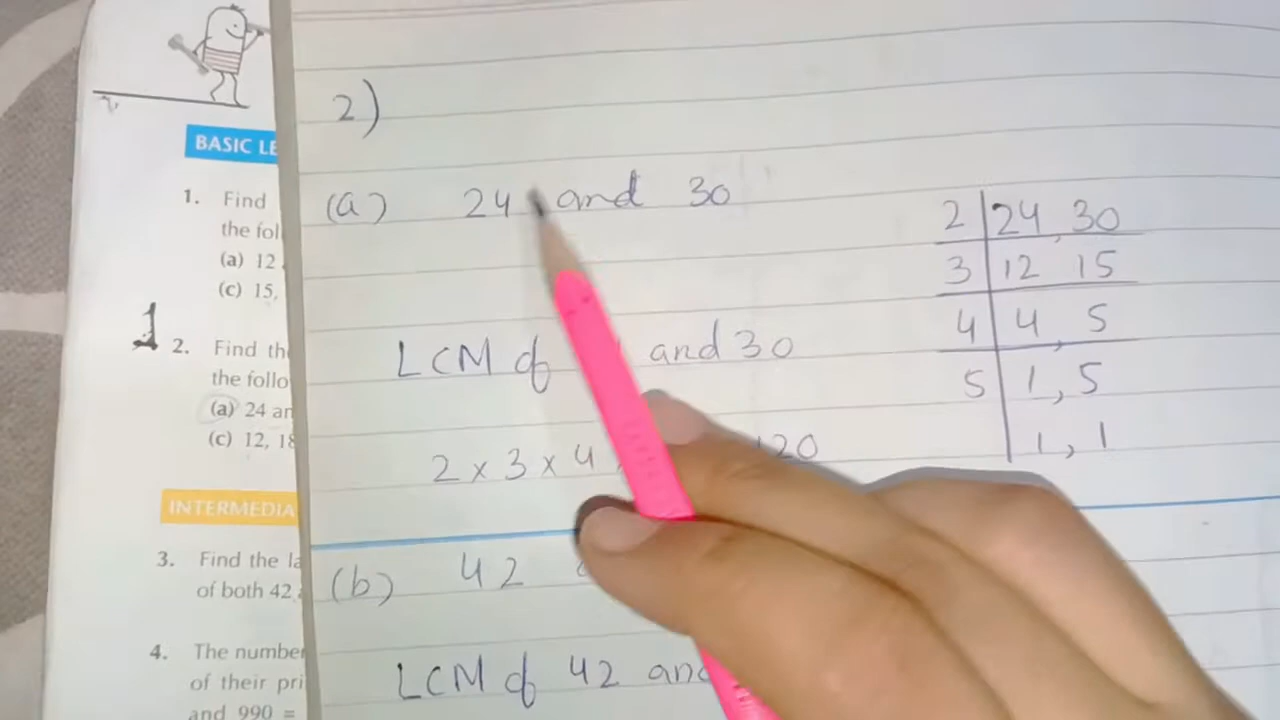 BASIC LE
1. Find
the fol
(a) 12
(c) 15,
1
2. Find th
the follo
(a) 24 an
(c) 12, 18
INTERMEDIA
3. Find the la
of both 42
4. The number
of their pri
and 990 =
2)
(a) 24 and 30
LCM of and 30
2 x 3 x 4 120
2 | 24, 30
3 | 12 15
4 | 4, 5
5 | 1, 5
1, 1
(b) 42
LCM of 42 and